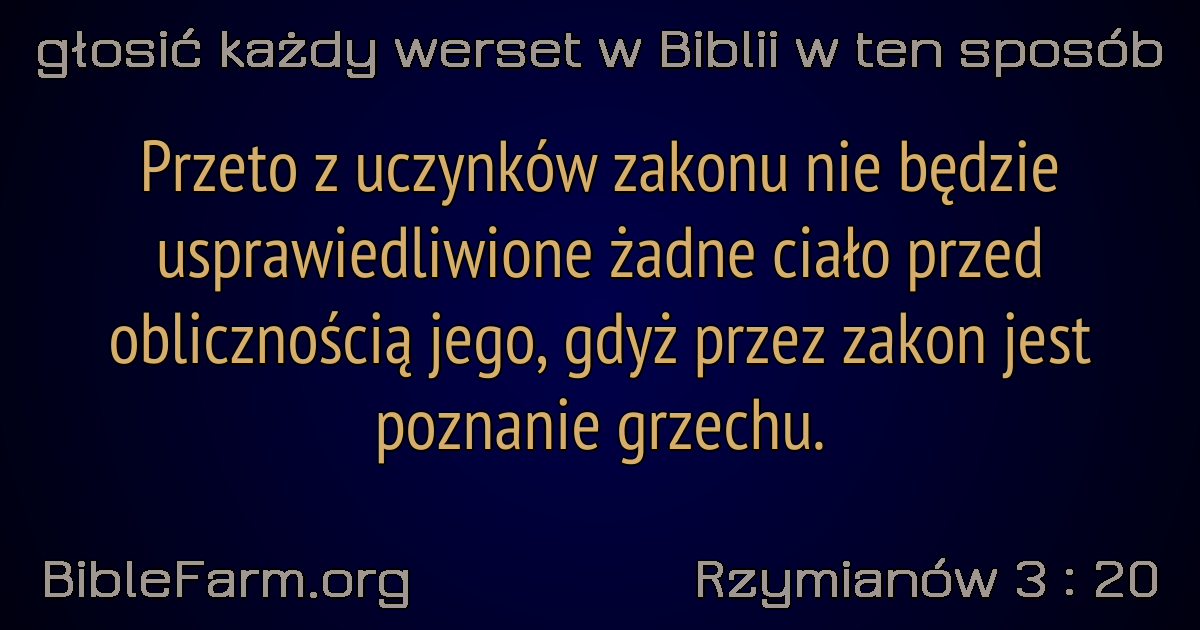 głosić każdy werset w Biblii w ten sposób
Przeto z uczynków zakonu nie będzie
usprawiedliwione żadne ciało przed
oblicznością jego, gdyż przez zakon jest
poznanie grzechu.
BibleFarm.org
Rzymianów 3 : 20